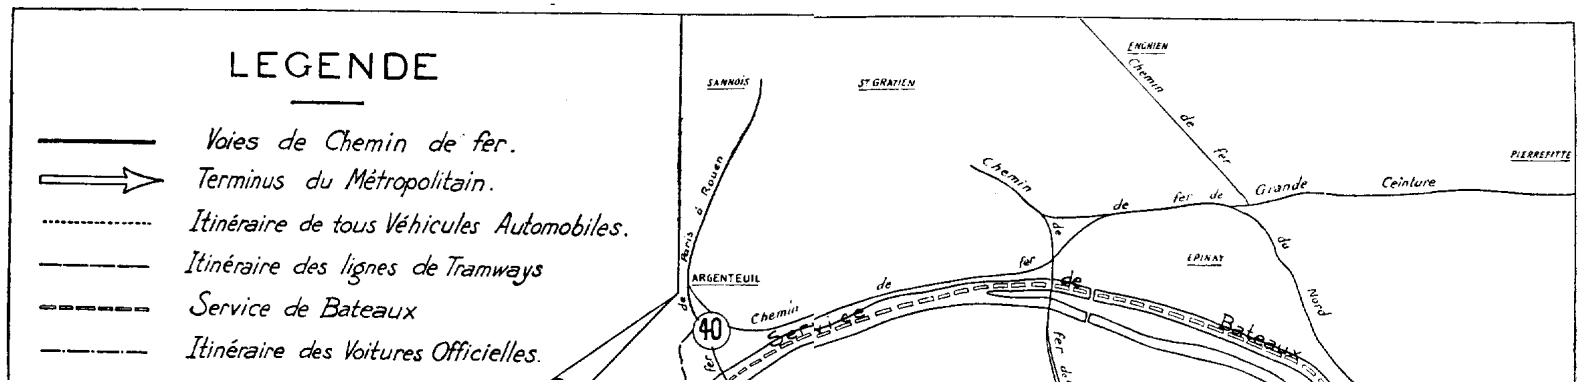 LEGENDE
Voies de Chemin de fer.
Terminus du Métropolitain.
Itinéraire de tous Véhicules Automobiles.
Itinéraire des lignes de Tramways
Service de Bateaux
Itinéraire des Voitures Officielles.
ENGHIEN
SANNOIS
ST GRATIEN
Chemin de fer du Nord
PIERREFITTE
Chemin de fer de Grande Ceinture
de Paris à Rouen
Chemin
de
fer de
EPINAY
ARGENTEUIL
Service de Bateaux
40
fer